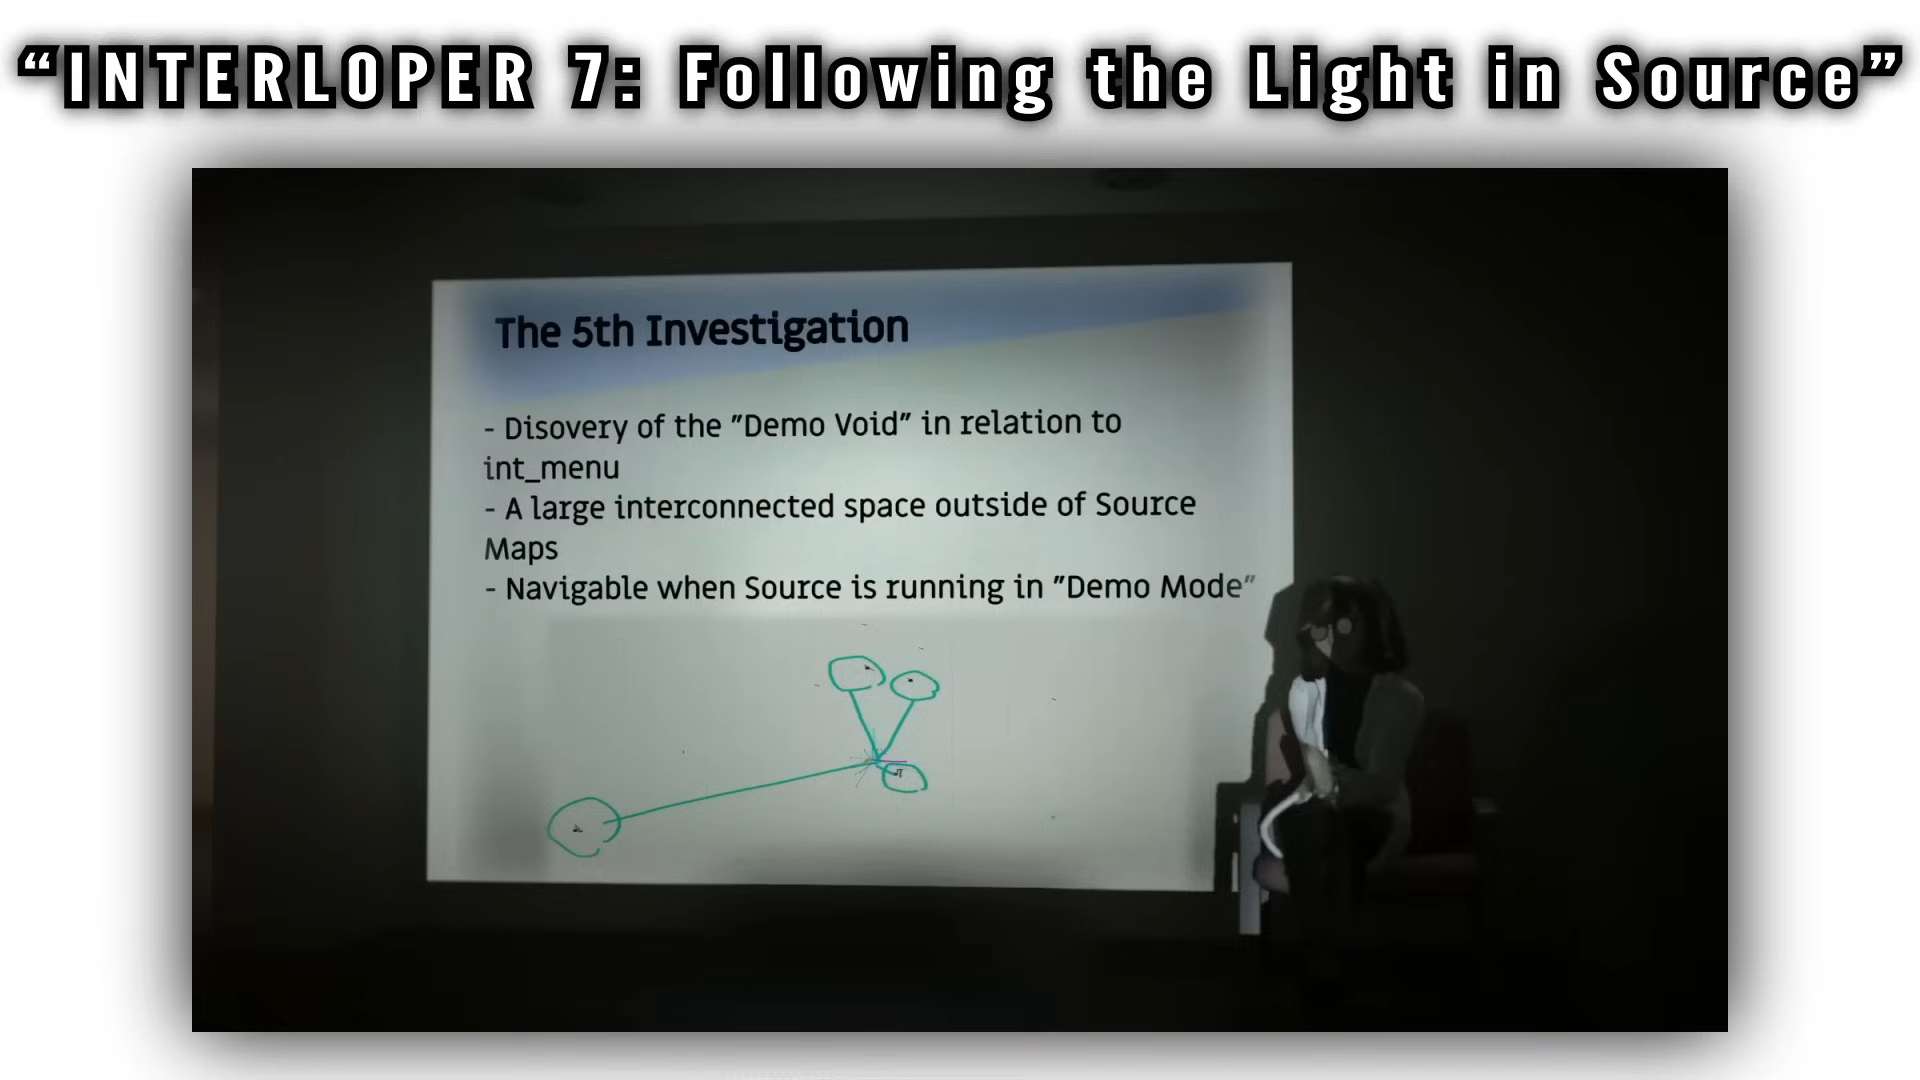 “INTERLOPER 7: Following the Light in Source”
The 5th Investigation
- Disovery of the "Demo Void" in relation to
int_menu
- A large interconnected space outside of Source
Maps
- Navigable when Source is running in "Demo Mode"